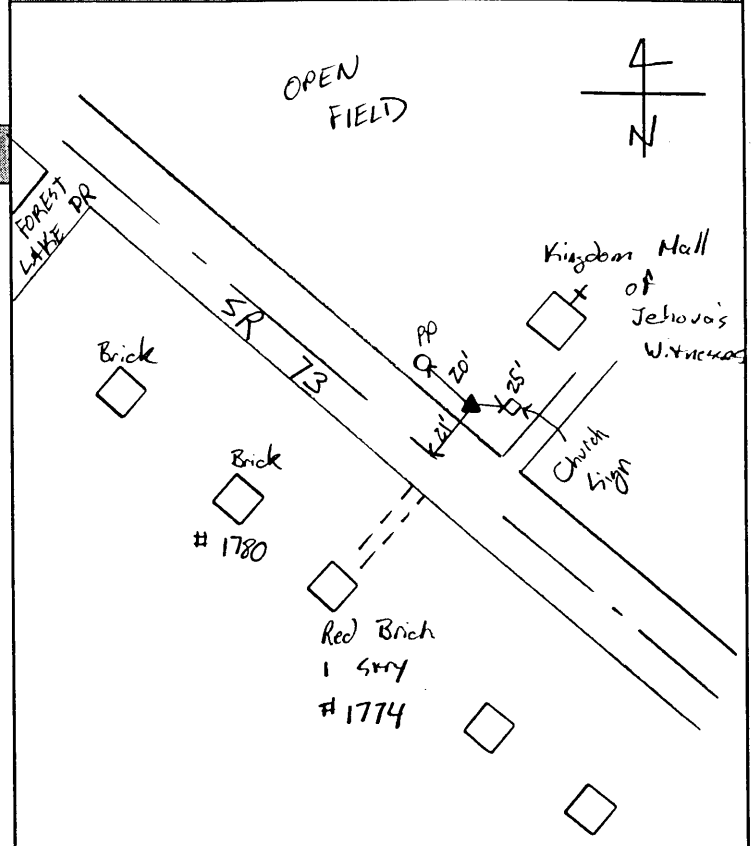 OPEN
FIELD
N
FOREST
LAKE DR
Kingdom Hall
of
Jehova's
Witnesses
SR 73
PP
20'
25'
21'
Church
Sign
Brick
Brick
# 1780
Red Brick
1 Story
# 1774